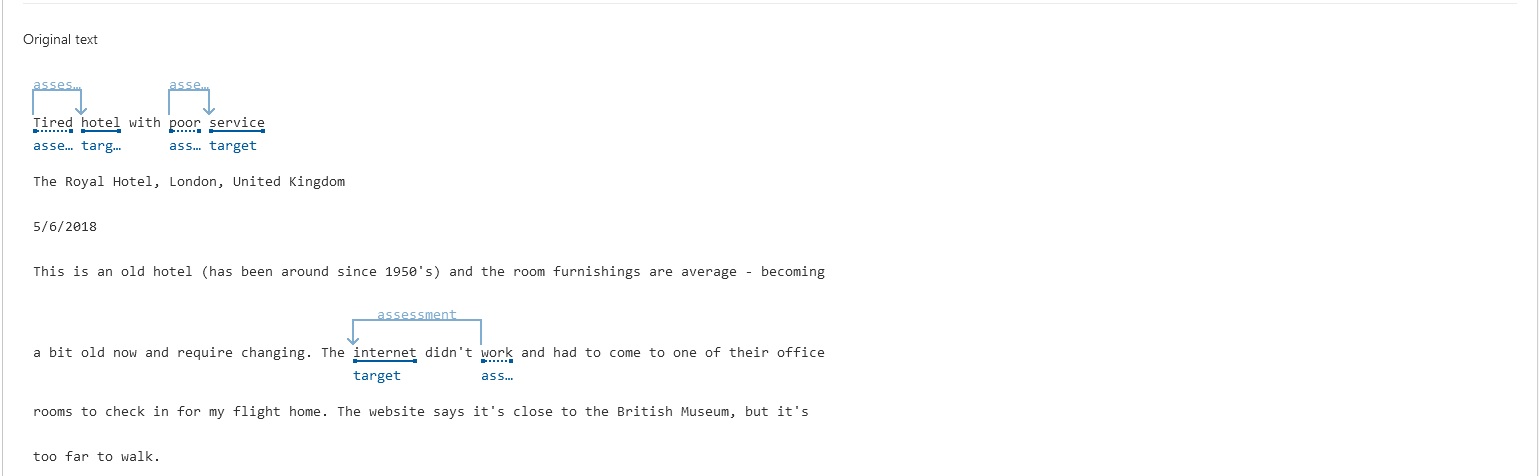 Original text
asses… asse…
Tired hotel with poor service
asse… targ… ass… target
The Royal Hotel, London, United Kingdom
5/6/2018
This is an old hotel (has been around since 1950's) and the room furnishings are average - becoming
assessment
a bit old now and require changing. The internet didn't work and had to come to one of their office
target ass…
rooms to check in for my flight home. The website says it's close to the British Museum, but it's
too far to walk.